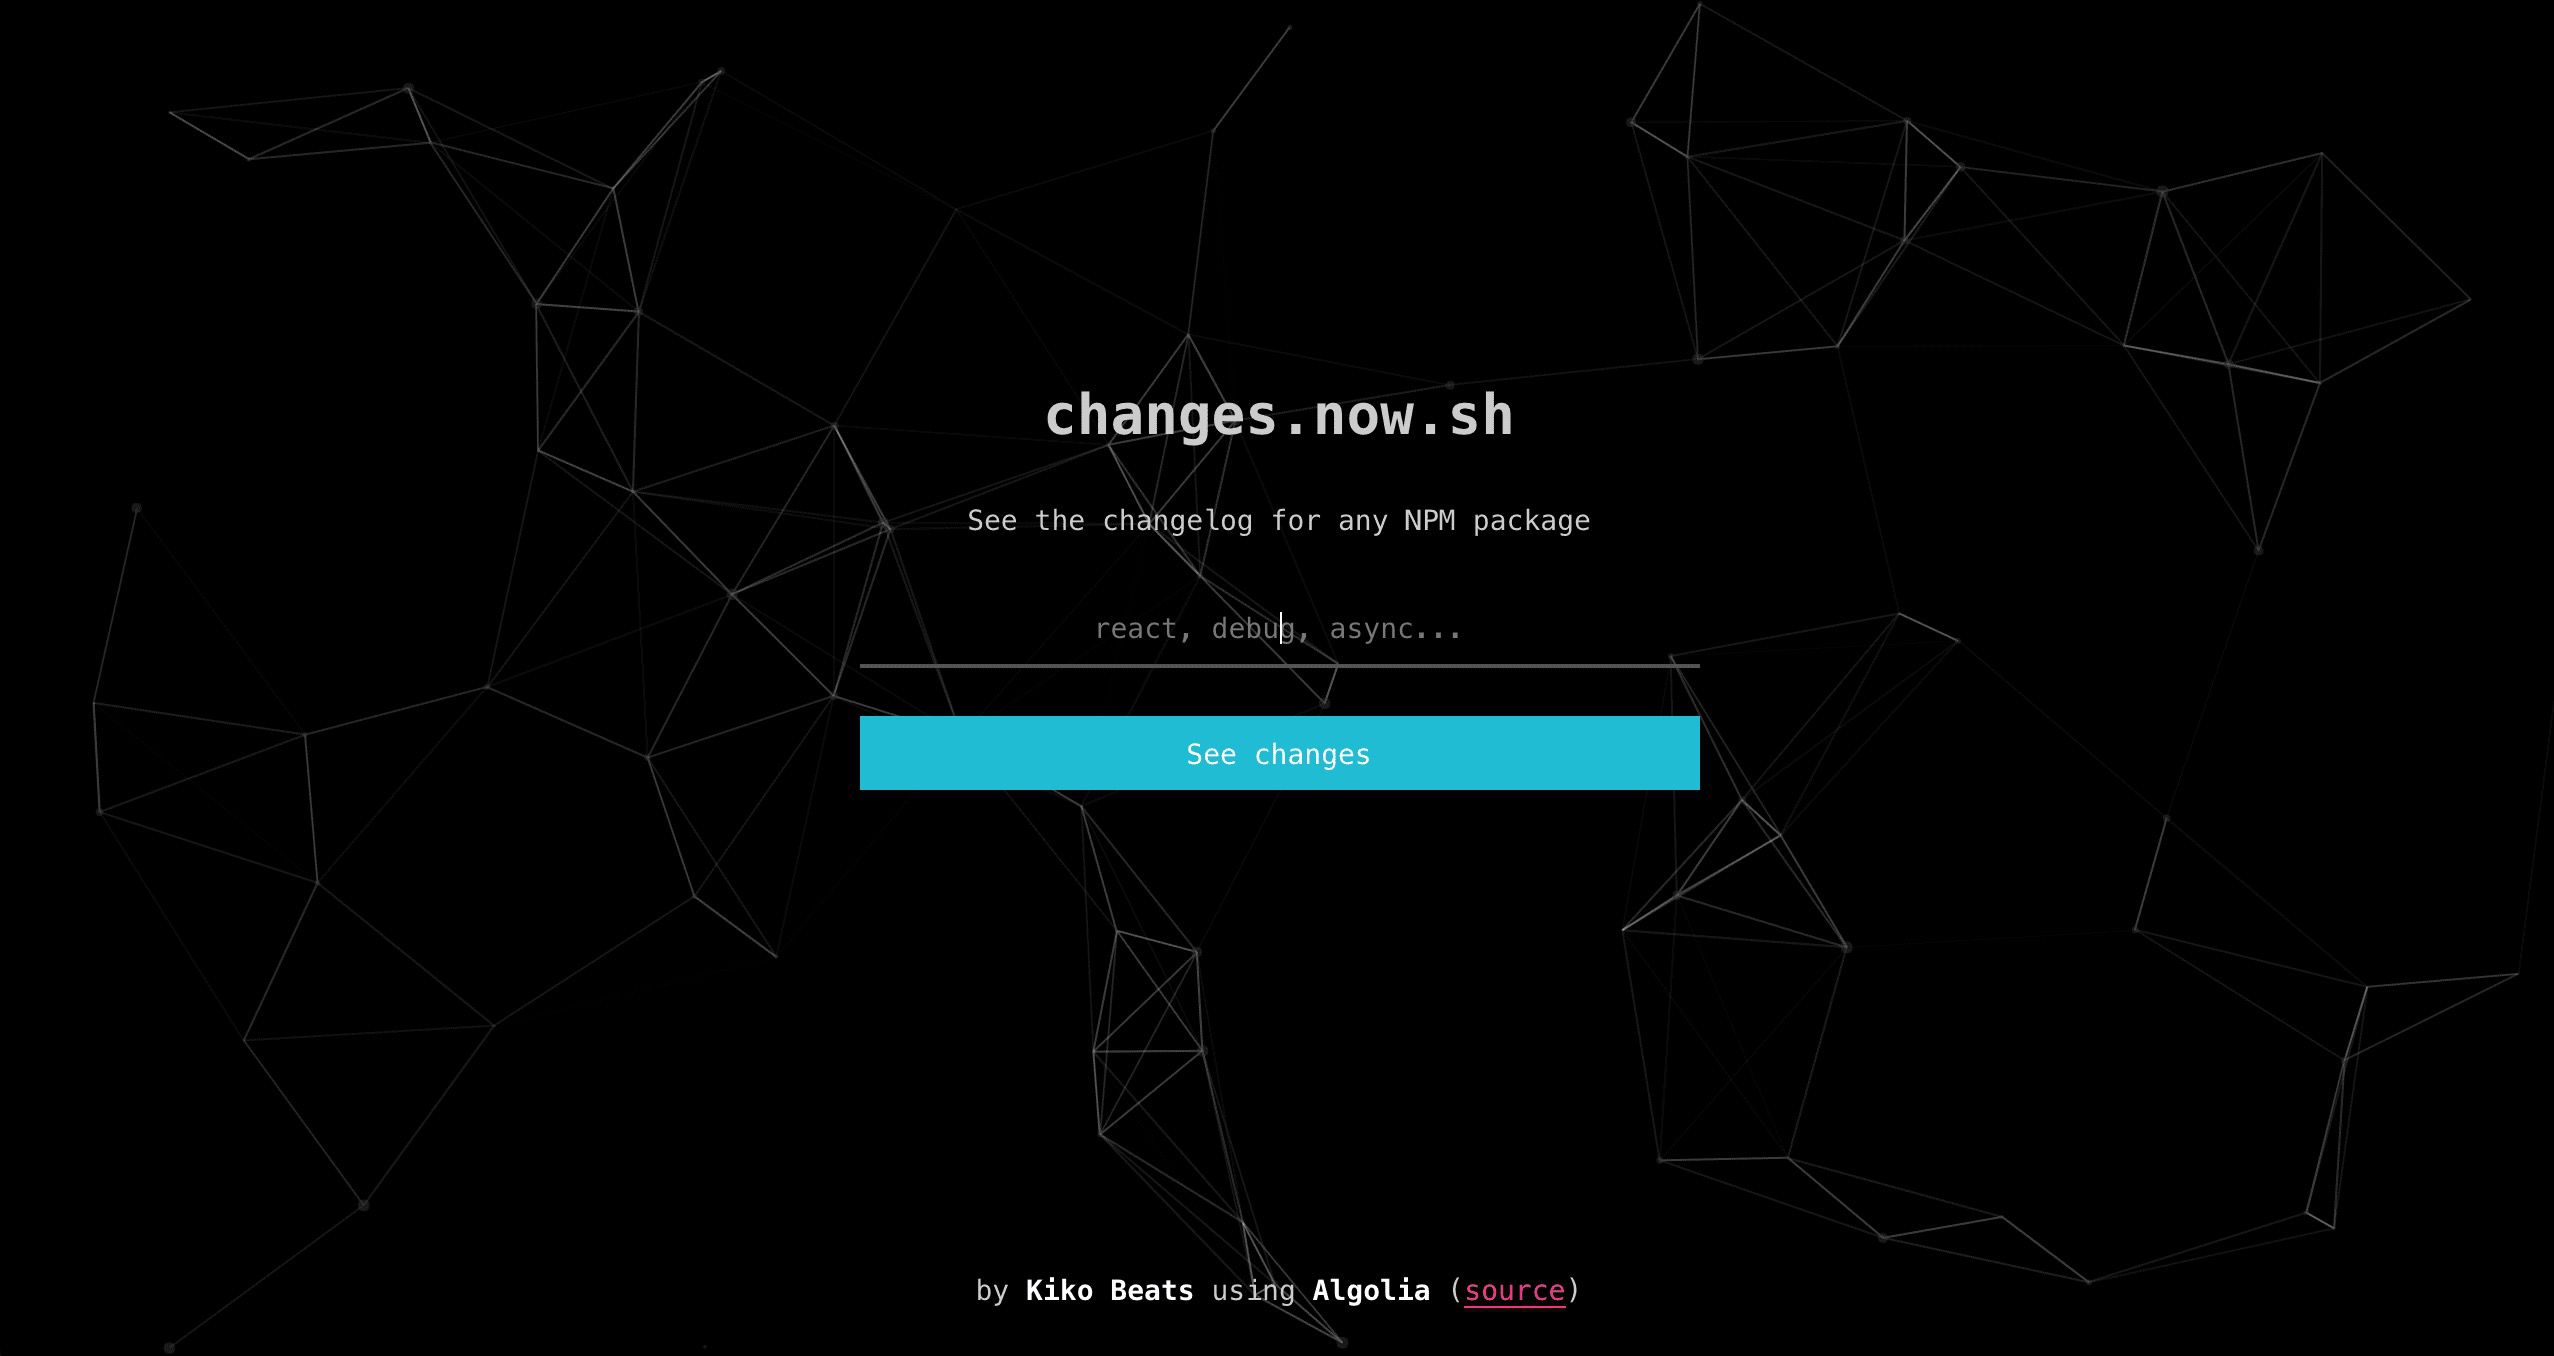 changes.now.sh
See the changelog for any NPM package
react, debug, async...
See changes
by Kiko Beats using Algolia (source)